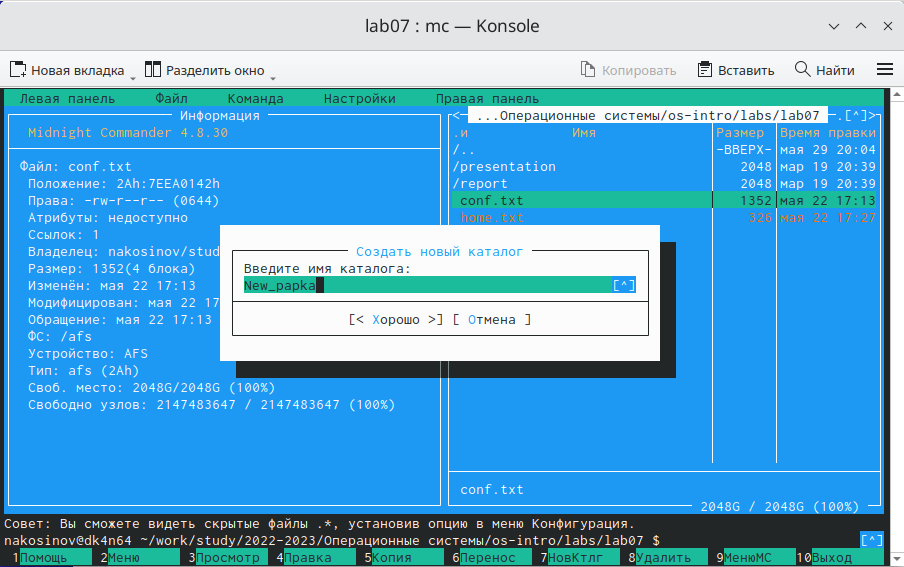 lab07 : mc — Konsole
Новая вкладка Разделить окно Копировать Вставить Найти
Левая панель Файл Команда Настройки Правая панель
Информация
Midnight Commander 4.8.30
Файл: conf.txt
Положение: 2Ah:7EEA0142h
Права: -rw-r--r-- (0644)
Атрибуты: недоступно
Ссылок: 1
Владелец: nakosinov/stud
Размер: 1352(4 блока)
Изменён: мая 22 17:13
Модифицирован: мая 22 17
Обращение: мая 22 17:13
ФС: /afs
Устройство: AFS
Тип: afs (2Ah)
Своб. место: 2048G/2048G (100%)
Свободно узлов: 2147483647 / 2147483647 (100%)
<─ ...Операционные системы/os-intro/labs/lab07 ─.[^]>
.и Имя Размер Время правки
/.. -ВВЕРХ- мая 29 20:04
/presentation 2048 мар 19 20:39
/report 2048 мар 19 20:39
conf.txt 1352 мая 22 17:13
home.txt 326 мая 22 17:27
conf.txt
2048G / 2048G (100%)
Создать новый каталог
Введите имя каталога:
New_papka [^]
[< Хорошо >] [ Отмена ]
Совет: Вы сможете видеть скрытые файлы .*, установив опцию в меню Конфигурация.
nakosinov@dk4n64 ~/work/study/2022-2023/Операционные системы/os-intro/labs/lab07 $ [^]
1Помощь 2Меню 3Просмотр 4Правка 5Копия 6Перенос 7НовКтлг 8Удалить 9МенюМС 10Выход